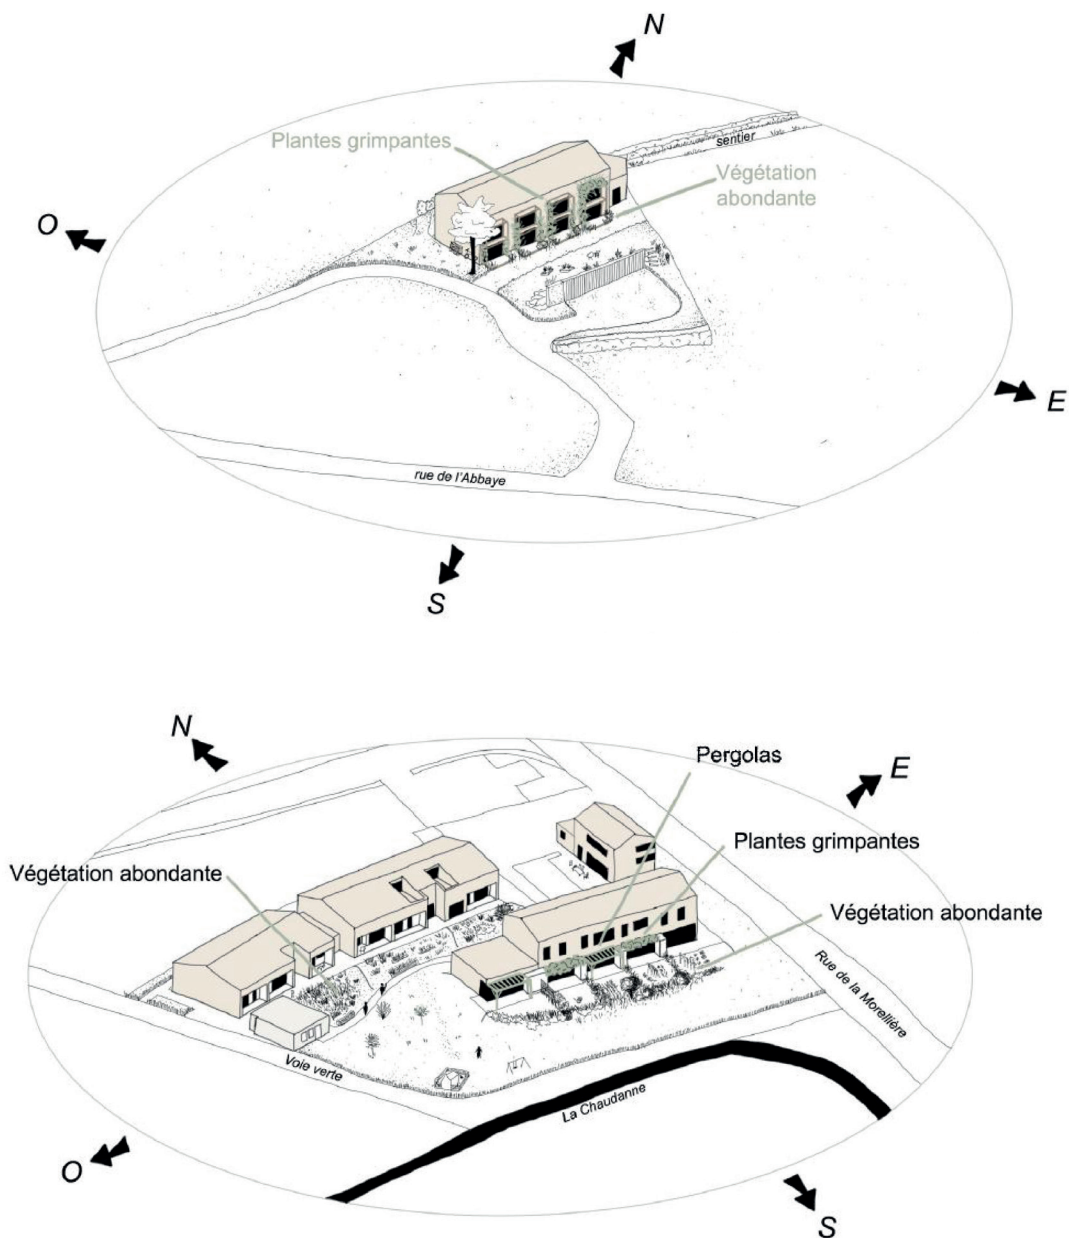 N
Plantes grimpantes
sentier
Végétation
abondante
O
E
rue de l'Abbaye
S
N
Pergolas
E
Plantes grimpantes
Végétation abondante
Végétation abondante
Rue de la Morellière
Voie verte
La Chaudanne
O
S